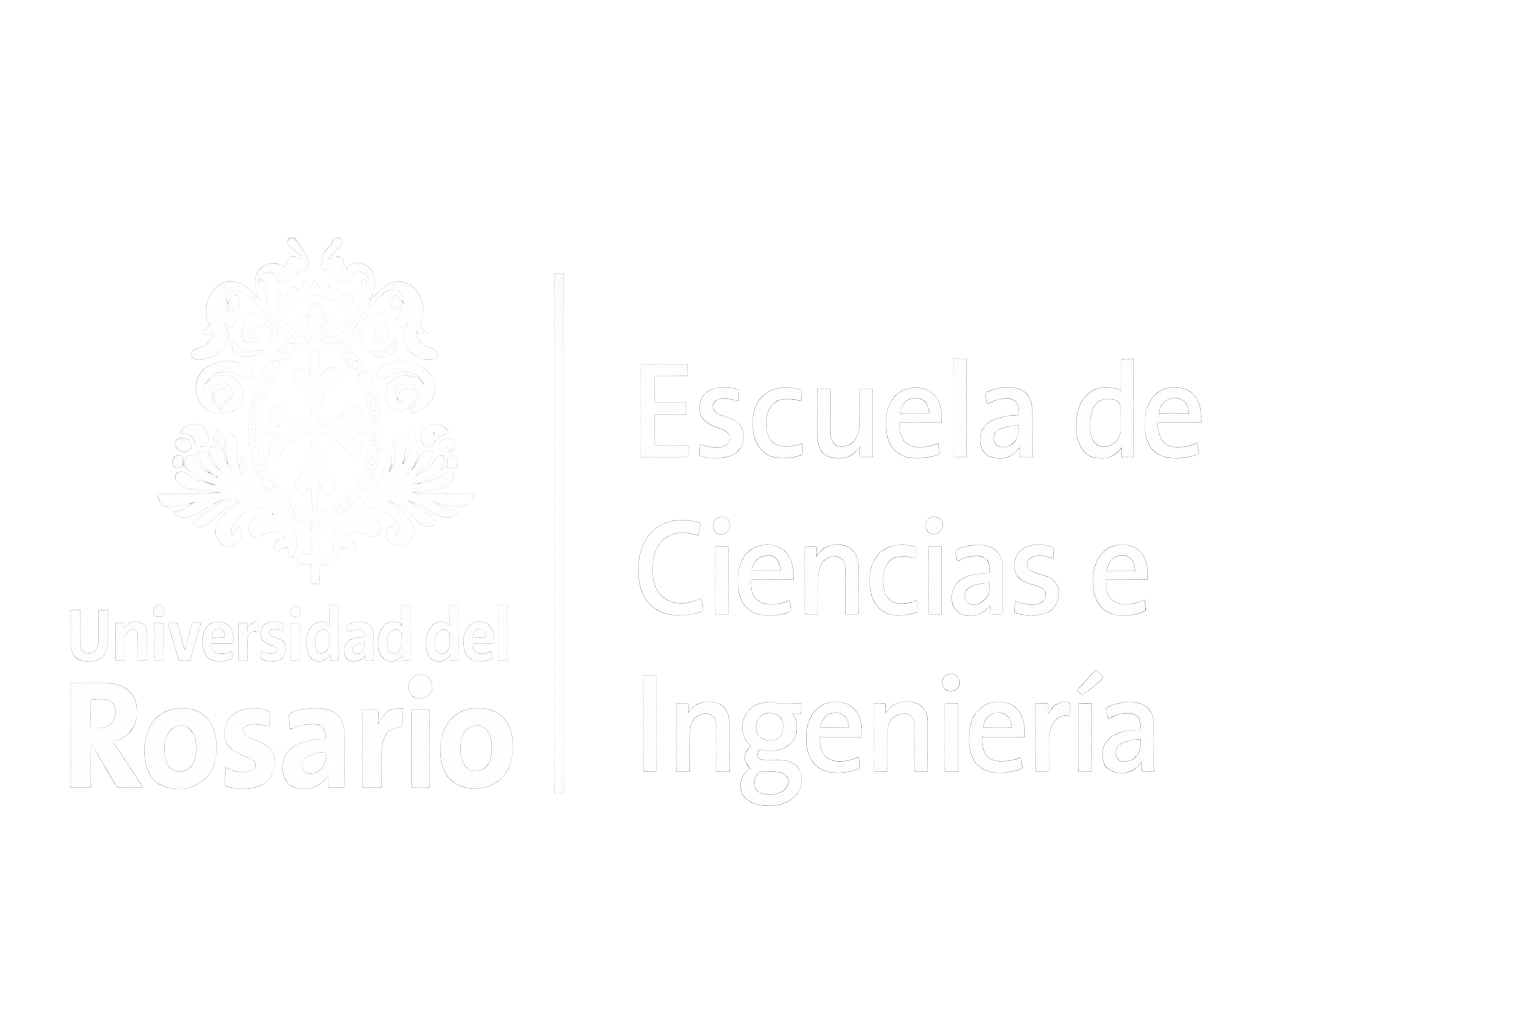 Universidad del
Rosario
Escuela de
Ciencias e
Ingeniería